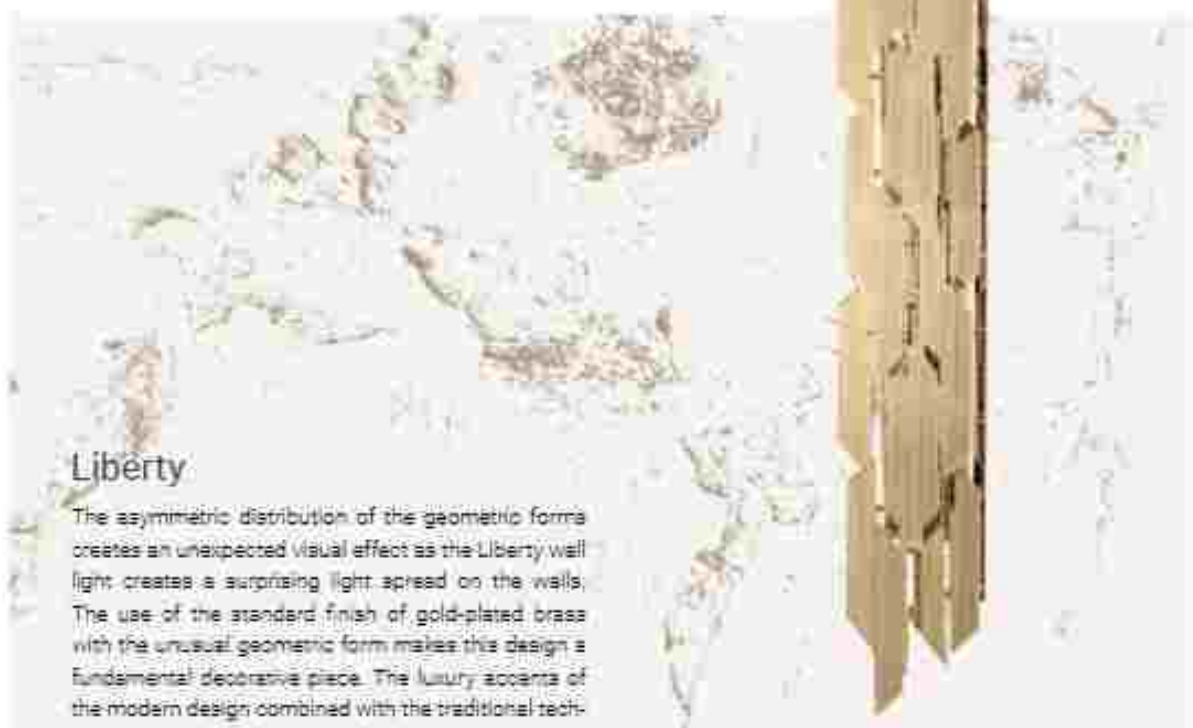 Liberty
The asymmetric distribution of the geometric forms
creates an unexpected visual effect as the Liberty wall
light creates a surprising light spread on the walls.
The use of the standard finish of gold-plated brass
with the unusual geometric form makes this design a
fundamental decorative piece. The luxury accents of
the modern design combined with the traditional tech-